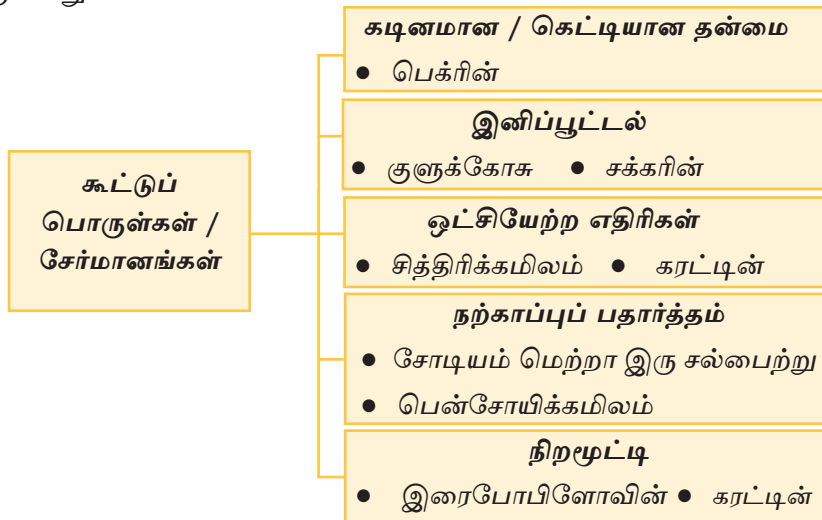 கூட்டுப்
பொருள்கள் /
சேர்மானங்கள்
கடினமான / கெட்டியான தன்மை
● பெக்ரின்
இனிப்பூட்டல்
● குளுக்கோசு ● சக்கரின்
ஒட்சியேற்ற எதிரிகள்
● சித்திரிக்கமிலம் ● கரட்டின்
நற்காப்புப் பதார்த்தம்
● சோடியம் மெற்றா இரு சல்பைற்று
● பென்சோயிக்கமிலம்
நிறமூட்டி
● இரைபோபிளோவின் ● கரட்டின்